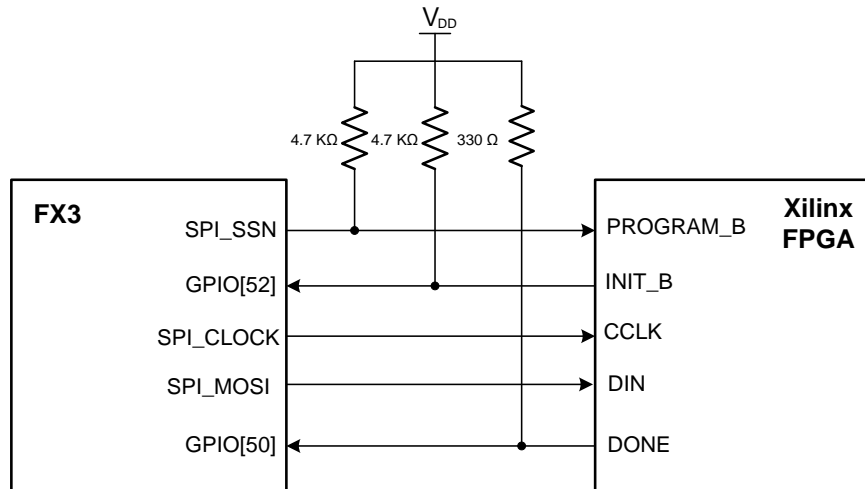 VDD
4.7 KΩ 4.7 KΩ 330 Ω
FX3
Xilinx
FPGA
SPI_SSN
PROGRAM_B
GPIO[52]
INIT_B
SPI_CLOCK
CCLK
SPI_MOSI
DIN
GPIO[50]
DONE